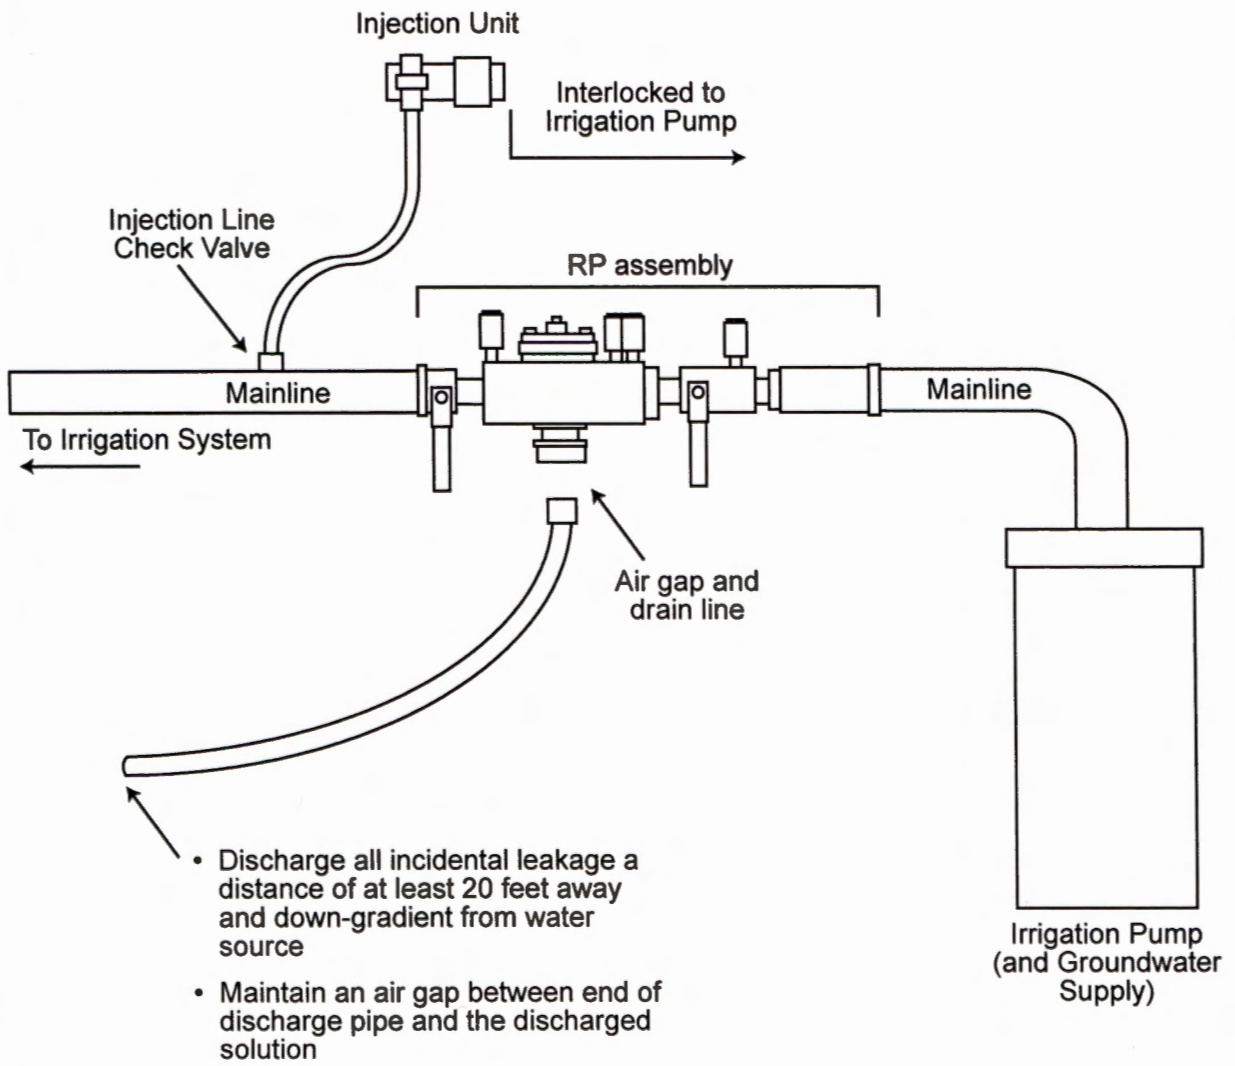 Injection Unit
Interlocked to
Irrigation Pump
Injection Line
Check Valve
RP assembly
Mainline
Mainline
To Irrigation System
Air gap and
drain line
• Discharge all incidental leakage a
distance of at least 20 feet away
and down-gradient from water
source
• Maintain an air gap between end of
discharge pipe and the discharged
solution
Irrigation Pump
(and Groundwater
Supply)